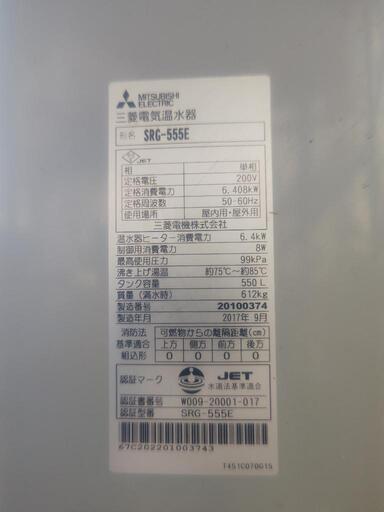 MITSUBISHI
ELECTRIC
三菱電気温水器
形名 SRG-555E
JET
相 単相
定格電圧 200V
定格消費電力 6.408kW
定格周波数 50-60Hz
使用場所 屋内用・屋外用
三菱電機株式会社
温水器ヒーター消費電力 6.4kW
制御用消費電力 8W
最高使用圧力 99kPa
沸き上げ湯温 約75℃～約85℃
タンク容量 550L
質量(満水時) 612kg
製造番号 20100374
製造年月 2017年 9月
消防法 可燃物からの離隔距離(cm)
基準適合 上方 側方 前方 後方
組込形 0 0 0 0
認証マーク JET
水道法基準適合
認証書番号 W009-20001-017
認証型番 SRG-555E
67C202201003743
T451C070G15